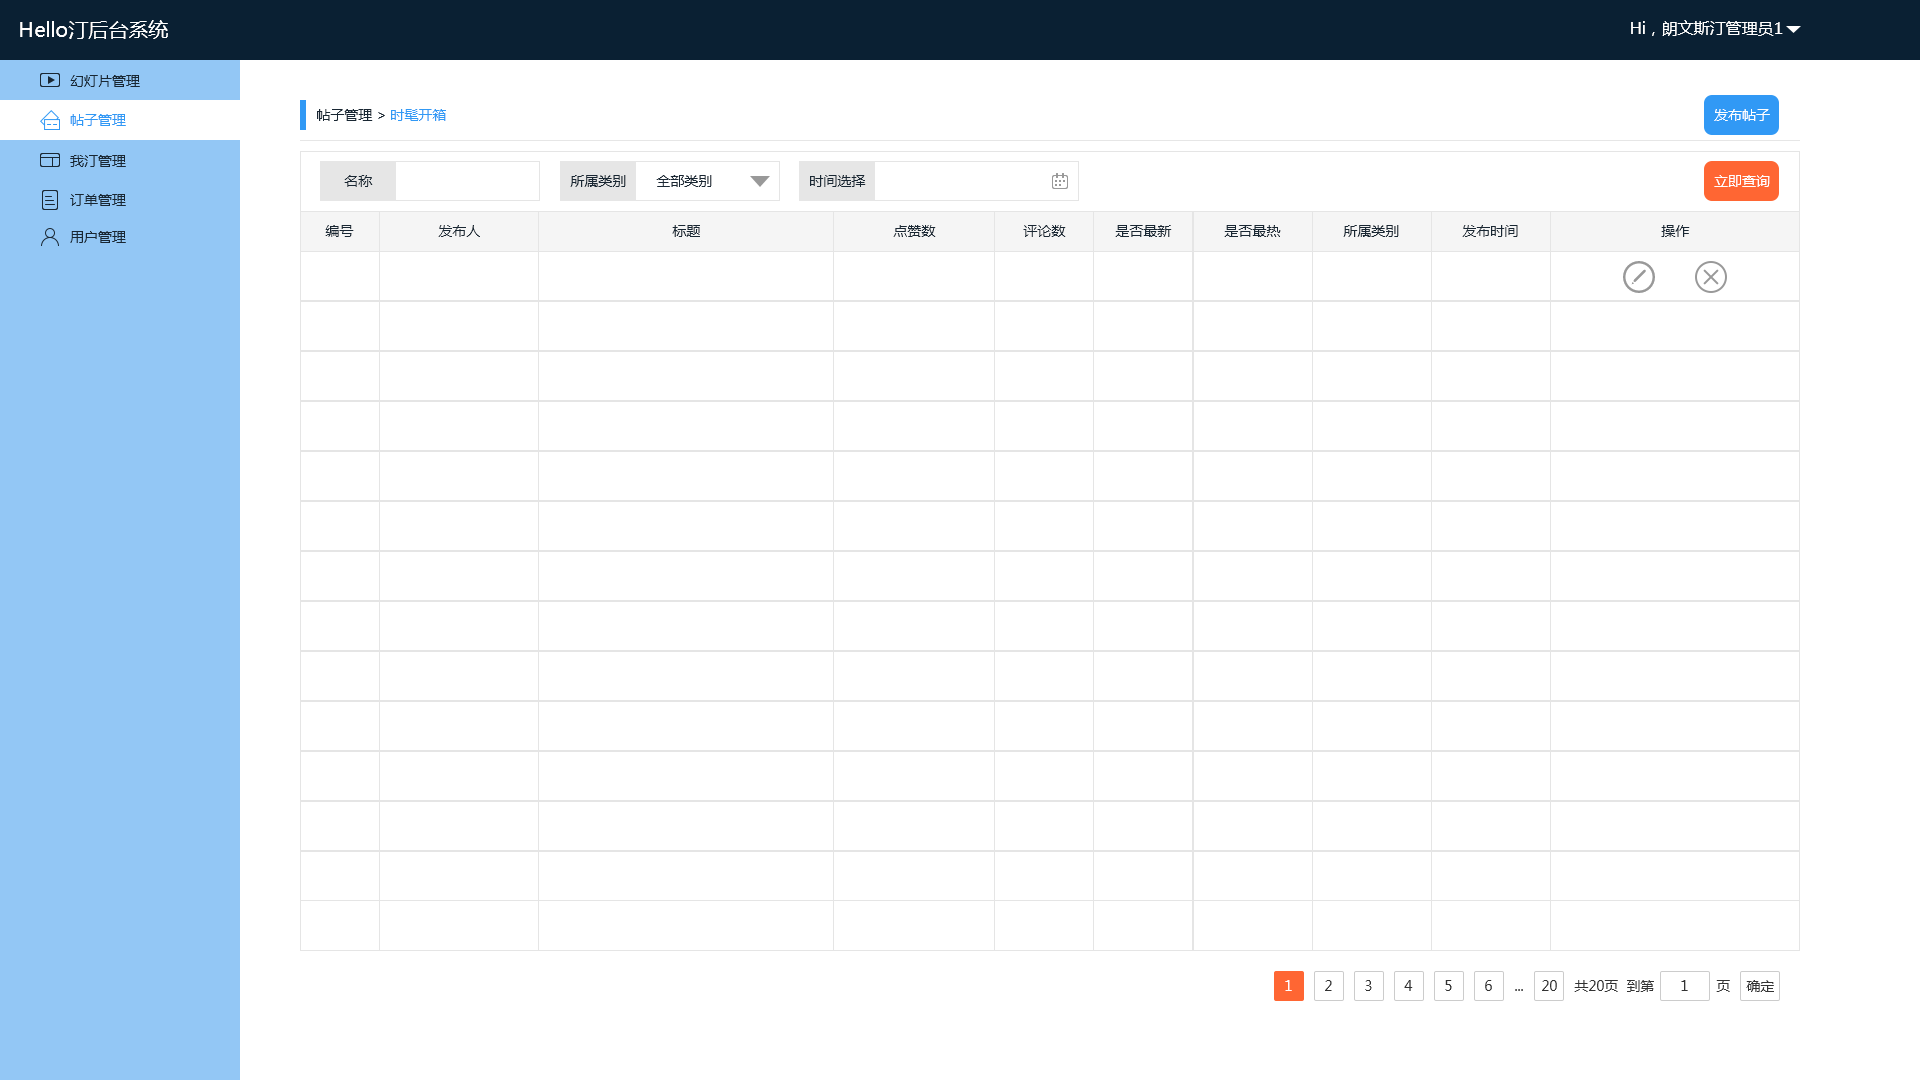 Hello汀后台系统
Hi，朗文斯汀管理员1
幻灯片管理
帖子管理
我汀管理
订单管理
用户管理
帖子管理 > 时髦开箱
发布帖子
名称
所属类别 全部类别
时间选择
立即查询
编号 发布人 标题 点赞数 评论数 是否最新 是否最热 所属类别 发布时间 操作
1 2 3 4 5 6 ... 20 共20页 到第 1 页 确定